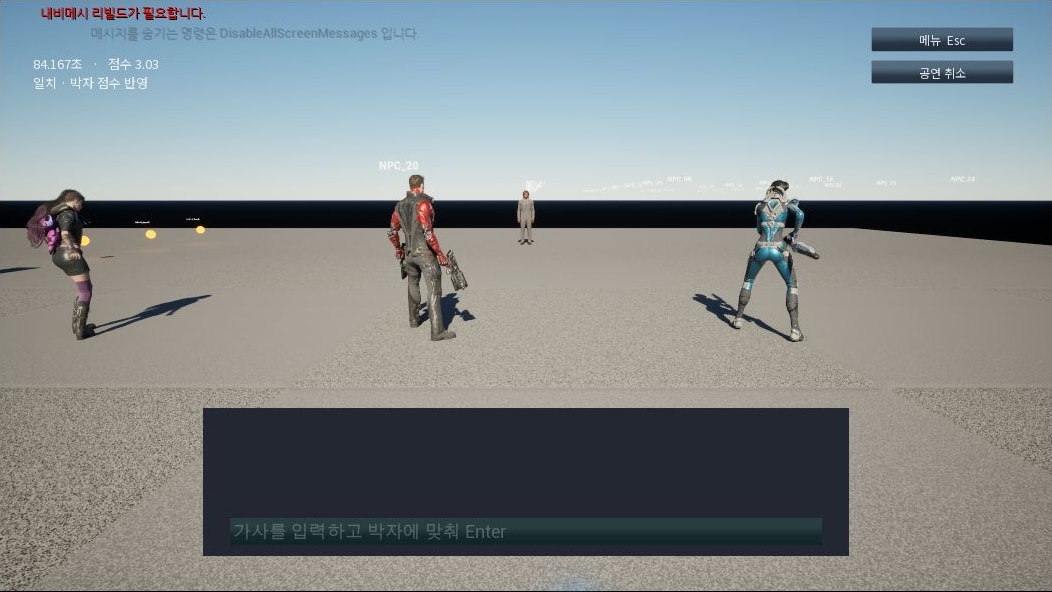 내비메시 리빌드가 필요합니다.
메시지를 숨기는 명령은 DisableAllScreenMessages 입니다.
84.167초 · 점수 3.03
일치 · 박자 점수 반영
메뉴 Esc
공연 취소
NPC_20
가사를 입력하고 박자에 맞춰 Enter